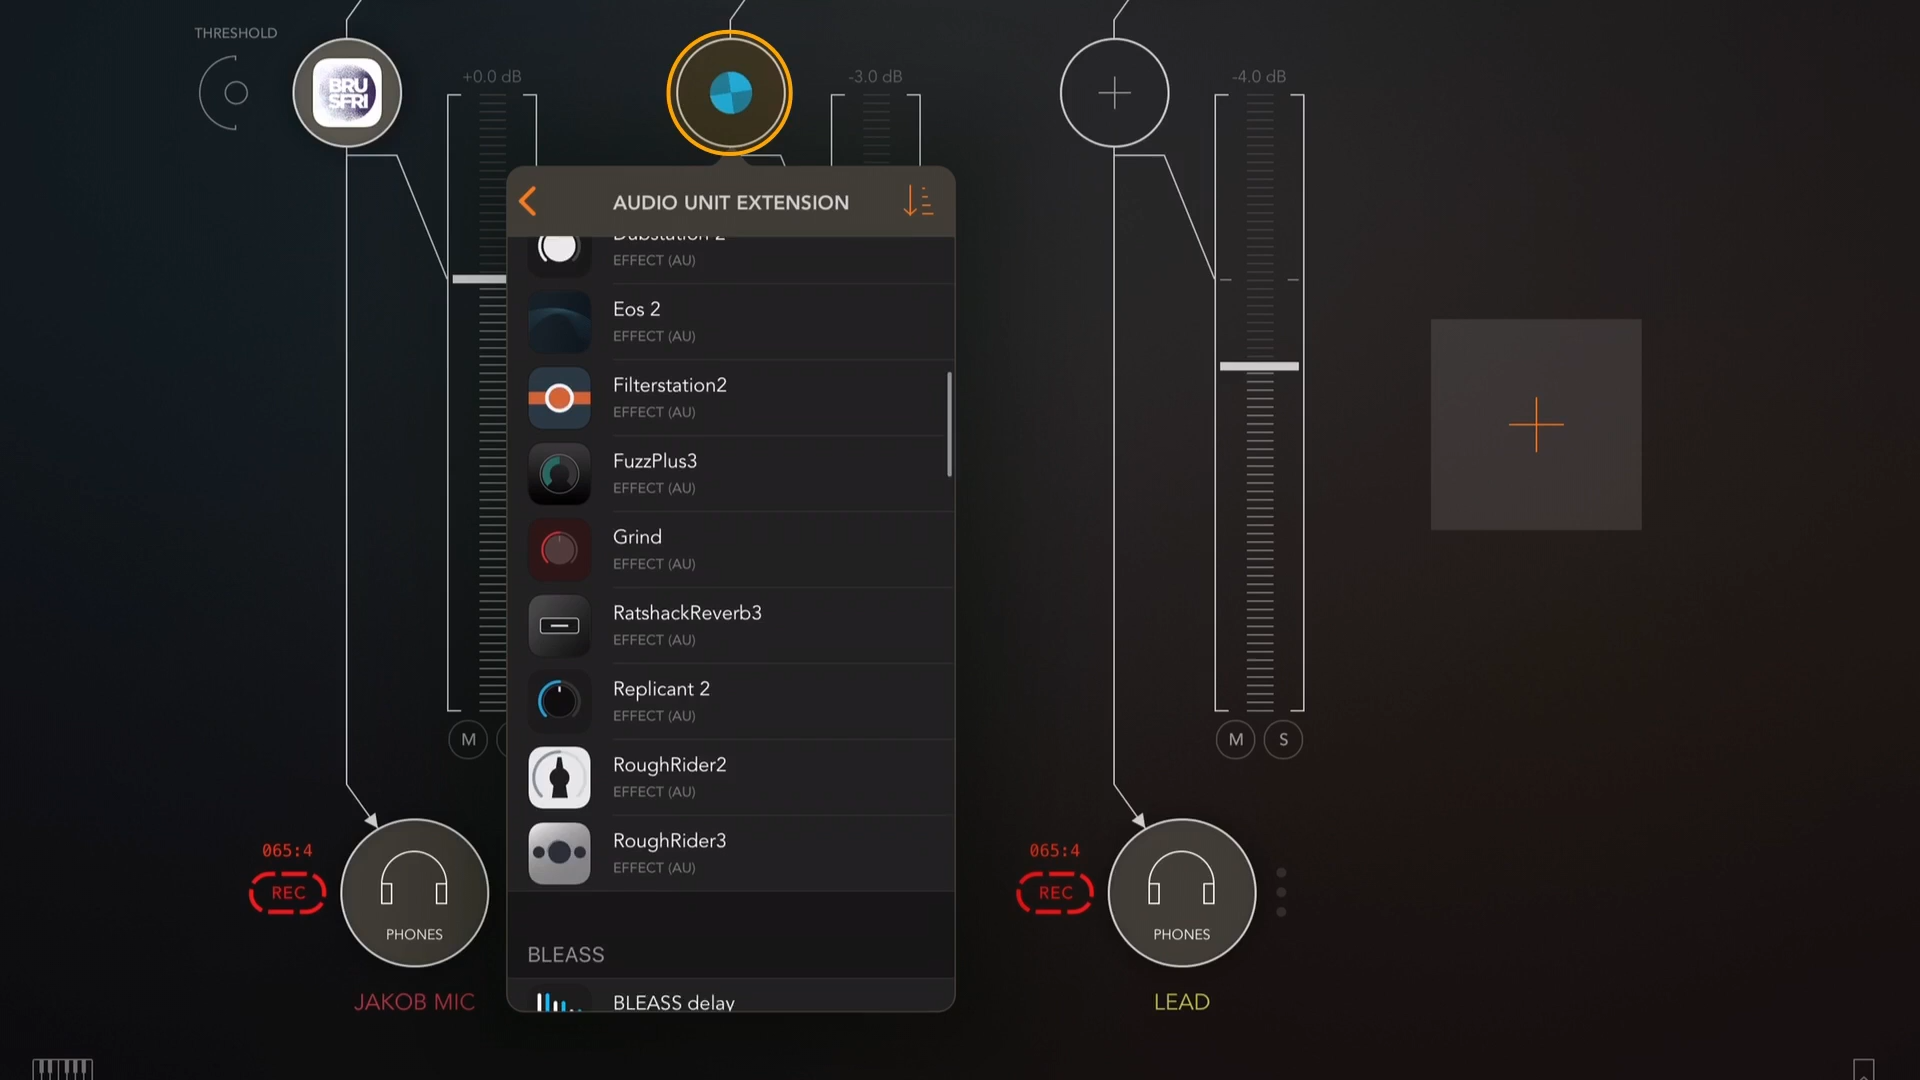 THRESHOLD
BRU
SFRI
+0.0 dB
-3.0 dB
-4.0 dB
AUDIO UNIT EXTENSION
Dubstation 2
EFFECT (AU)
Eos 2
EFFECT (AU)
Filterstation2
EFFECT (AU)
FuzzPlus3
EFFECT (AU)
Grind
EFFECT (AU)
RatshackReverb3
EFFECT (AU)
Replicant 2
EFFECT (AU)
RoughRider2
EFFECT (AU)
RoughRider3
EFFECT (AU)
BLEASS
BLEASS delay
M
M
S
065:4
REC
PHONES
JAKOB MIC
065:4
REC
PHONES
LEAD